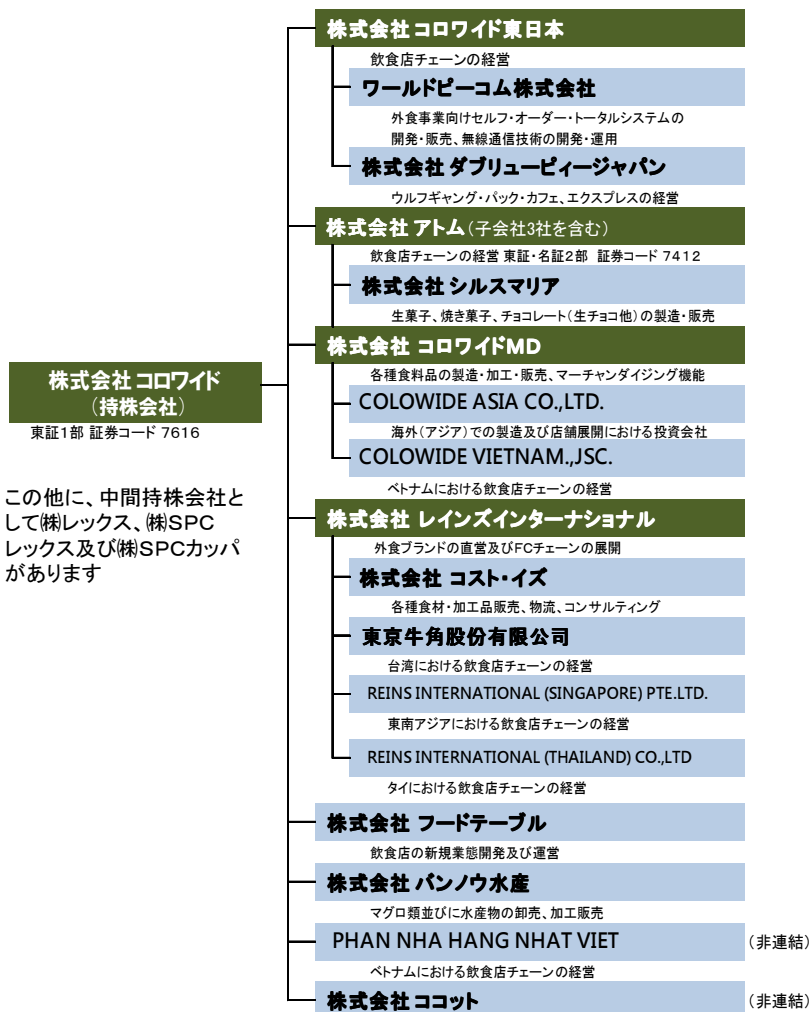 株式会社 コロワイド東日本
飲食店チェーンの経営
ワールドピーコム株式会社
外食事業向けセルフ・オーダー・トータルシステムの
開発・販売、無線通信技術の開発・運用
株式会社 ダブリューピィージャパン
ウルフギャング・パック・カフェ、エクスプレスの経営
株式会社 アトム(子会社3社を含む)
飲食店チェーンの経営 東証・名証2部 証券コード 7412
株式会社 シルスマリア
生菓子、焼き菓子、チョコレート(生チョコ他)の製造・販売
株式会社 コロワイドMD
各種食料品の製造・加工・販売、マーチャンダイジング機能
COLOWIDE ASIA CO.,LTD.
海外(アジア)での製造及び店舗展開における投資会社
COLOWIDE VIETNAM.,JSC.
ベトナムにおける飲食店チェーンの経営
株式会社 コロワイド
(持株会社)
東証1部 証券コード 7616
この他に、中間持株会社と
して㈱レックス、㈱SPC
レックス及び㈱SPCカッパ
があります
株式会社 レインズインターナショナル
外食ブランドの直営及びFCチェーンの展開
株式会社 コスト・イズ
各種食材・加工品販売、物流、コンサルティング
東京牛角股份有限公司
台湾における飲食店チェーンの経営
REINS INTERNATIONAL (SINGAPORE) PTE.LTD.
東南アジアにおける飲食店チェーンの経営
REINS INTERNATIONAL (THAILAND) CO.,LTD
タイにおける飲食店チェーンの経営
株式会社 フードテーブル
飲食店の新規業態開発及び運営
株式会社 バンノウ水産
マグロ類並びに水産物の卸売、加工販売
PHAN NHA HANG NHAT VIET (非連結)
ベトナムにおける飲食店チェーンの経営
株式会社 ココット (非連結)